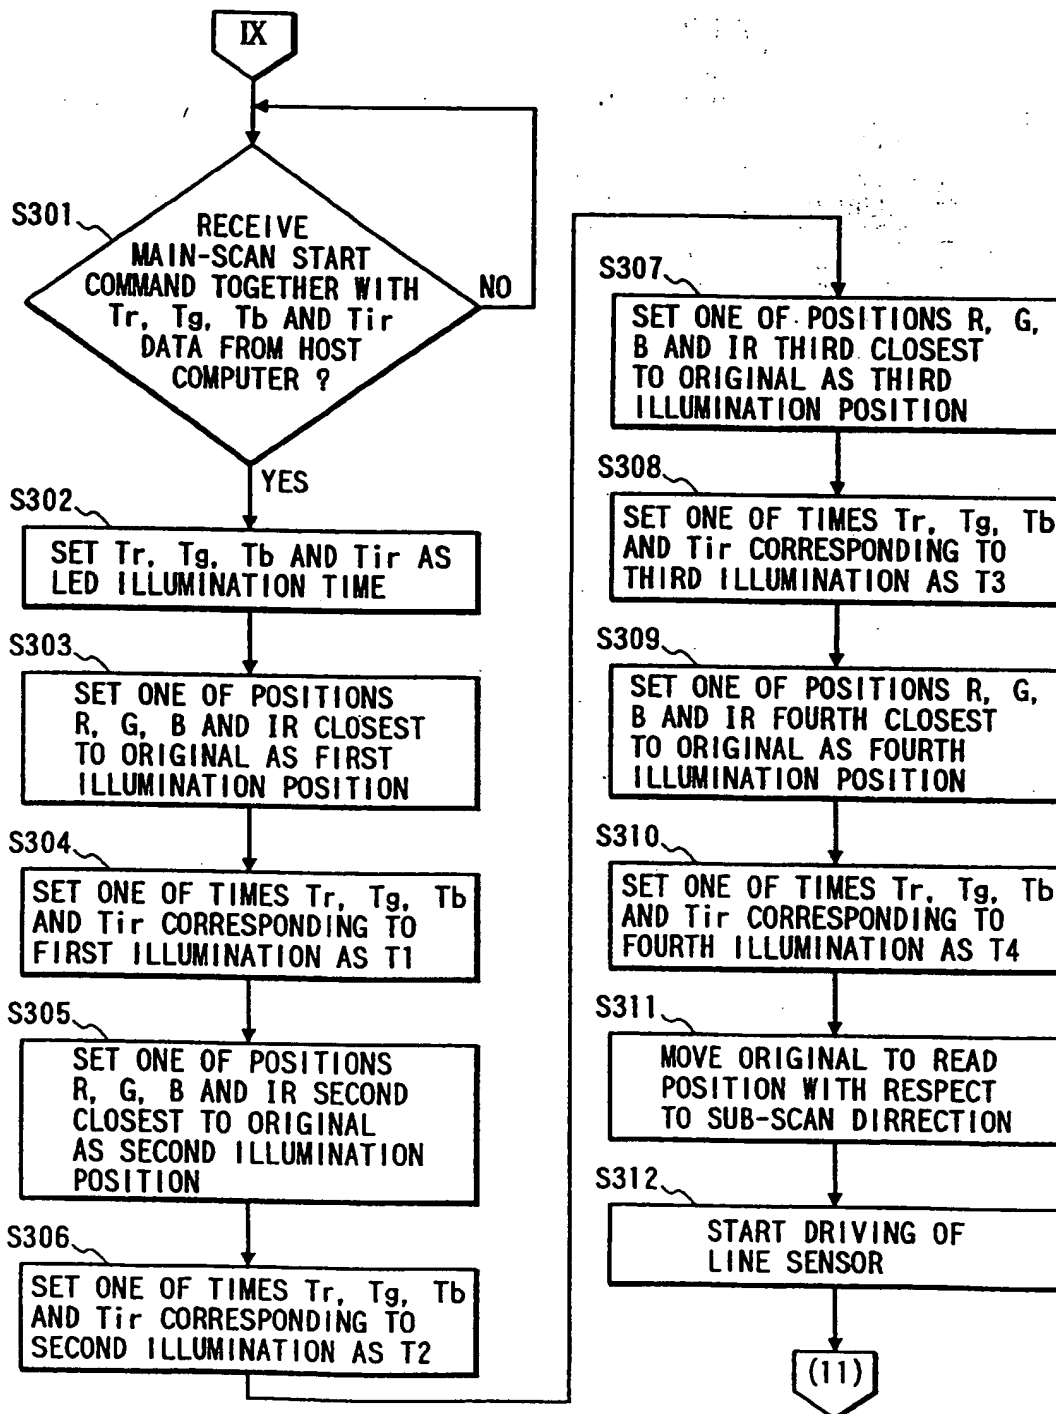 IX
S301
RECEIVE
MAIN-SCAN START
COMMAND TOGETHER WITH
Tr, Tg, Tb AND Tir
DATA FROM HOST
COMPUTER ?
NO
YES
S302
SET Tr, Tg, Tb AND Tir AS
LED ILLUMINATION TIME
S303
SET ONE OF POSITIONS
R, G, B AND IR CLOSEST
TO ORIGINAL AS FIRST
ILLUMINATION POSITION
S304
SET ONE OF TIMES Tr, Tg, Tb
AND Tir CORRESPONDING TO
FIRST ILLUMINATION AS T1
S305
SET ONE OF POSITIONS
R, G, B AND IR SECOND
CLOSEST TO ORIGINAL
AS SECOND ILLUMINATION
POSITION
S306
SET ONE OF TIMES Tr, Tg, Tb
AND Tir CORRESPONDING TO
SECOND ILLUMINATION AS T2
S307
SET ONE OF POSITIONS R, G,
B AND IR THIRD CLOSEST
TO ORIGINAL AS THIRD
ILLUMINATION POSITION
S308
SET ONE OF TIMES Tr, Tg, Tb
AND Tir CORRESPONDING TO
THIRD ILLUMINATION AS T3
S309
SET ONE OF POSITIONS R, G,
B AND IR FOURTH CLOSEST
TO ORIGINAL AS FOURTH
ILLUMINATION POSITION
S310
SET ONE OF TIMES Tr, Tg, Tb
AND Tir CORRESPONDING TO
FOURTH ILLUMINATION AS T4
S311
MOVE ORIGINAL TO READ
POSITION WITH RESPECT
TO SUB-SCAN DIRRECTION
S312
START DRIVING OF
LINE SENSOR
(11)